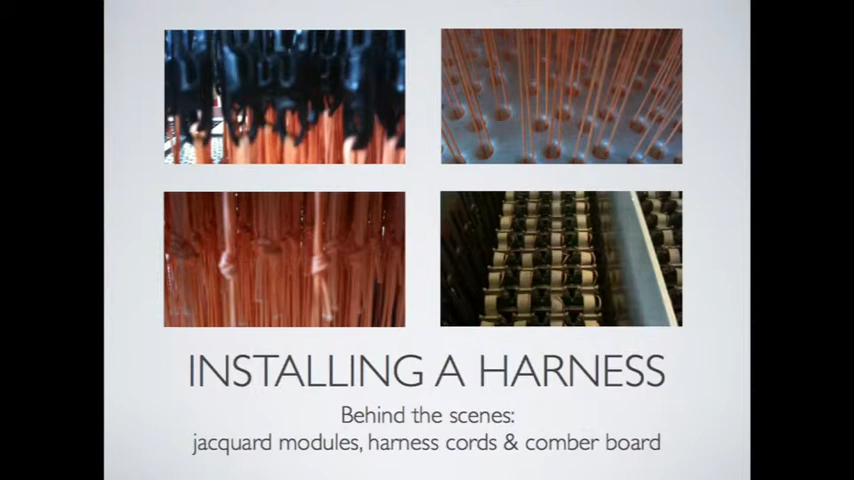 INSTALLING A HARNESS
Behind the scenes:
jacquard modules, harness cords & comber board